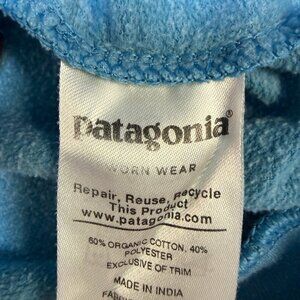 patagonia®
WORN WEAR
Repair, Reuse, Recycle
This Product
www.patagonia.com
60% ORGANIC COTTON, 40%
POLYESTER
EXCLUSIVE OF TRIM
MADE IN INDIA